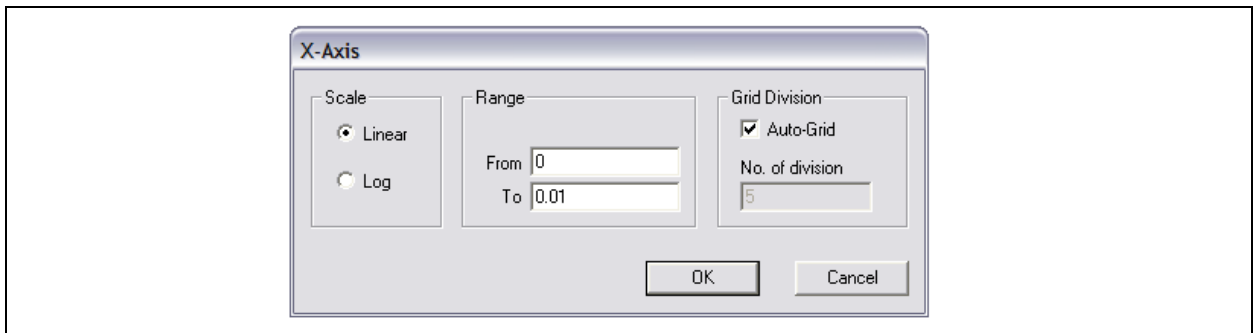 X-Axis
Scale
Linear
Log
Range
From 0
To 0.01
Grid Division
Auto-Grid
No. of division
5
OK
Cancel